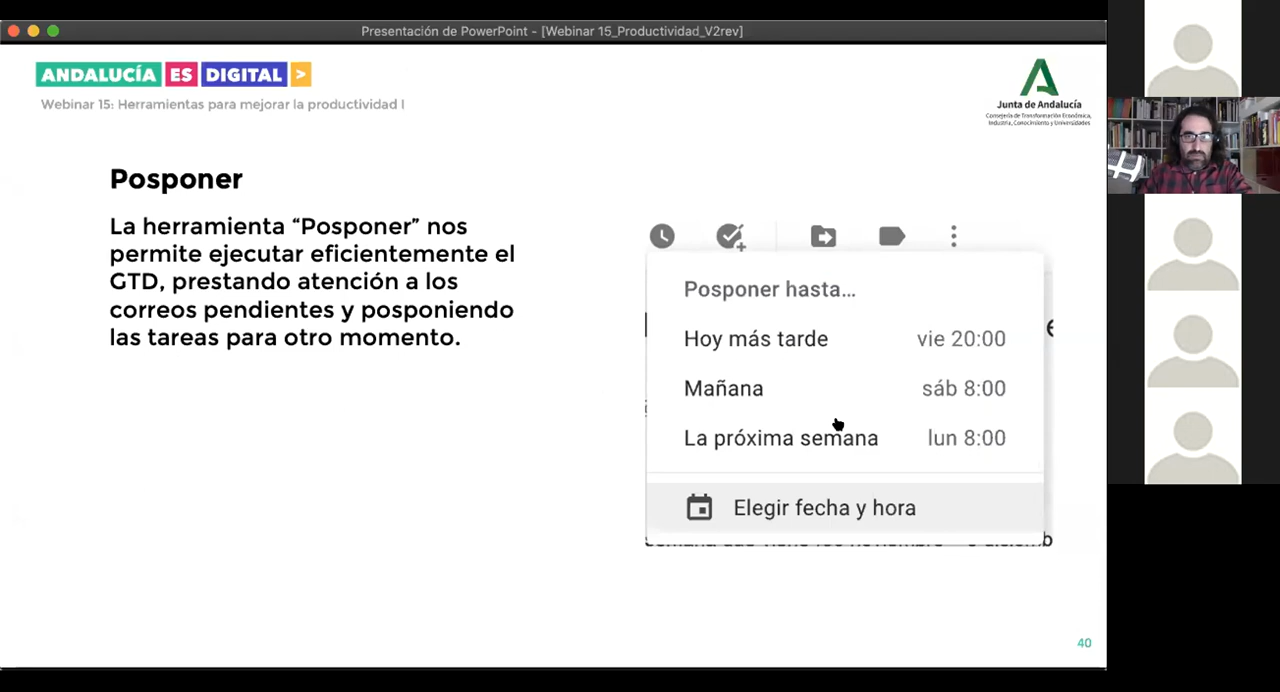 Presentación de PowerPoint - [Webinar 15_Productividad_V2rev]
ANDALUCÍA ES DIGITAL >
Webinar 15: Herramientas para mejorar la productividad I
Junta de Andalucía
Consejería de Transformación Económica,
Industria, Conocimiento y Universidades
Posponer
La herramienta “Posponer” nos
permite ejecutar eficientemente el
GTD, prestando atención a los
correos pendientes y posponiendo
las tareas para otro momento.
Posponer hasta...
Hoy más tarde vie 20:00
Mañana sáb 8:00
La próxima semana lun 8:00
Elegir fecha y hora
40